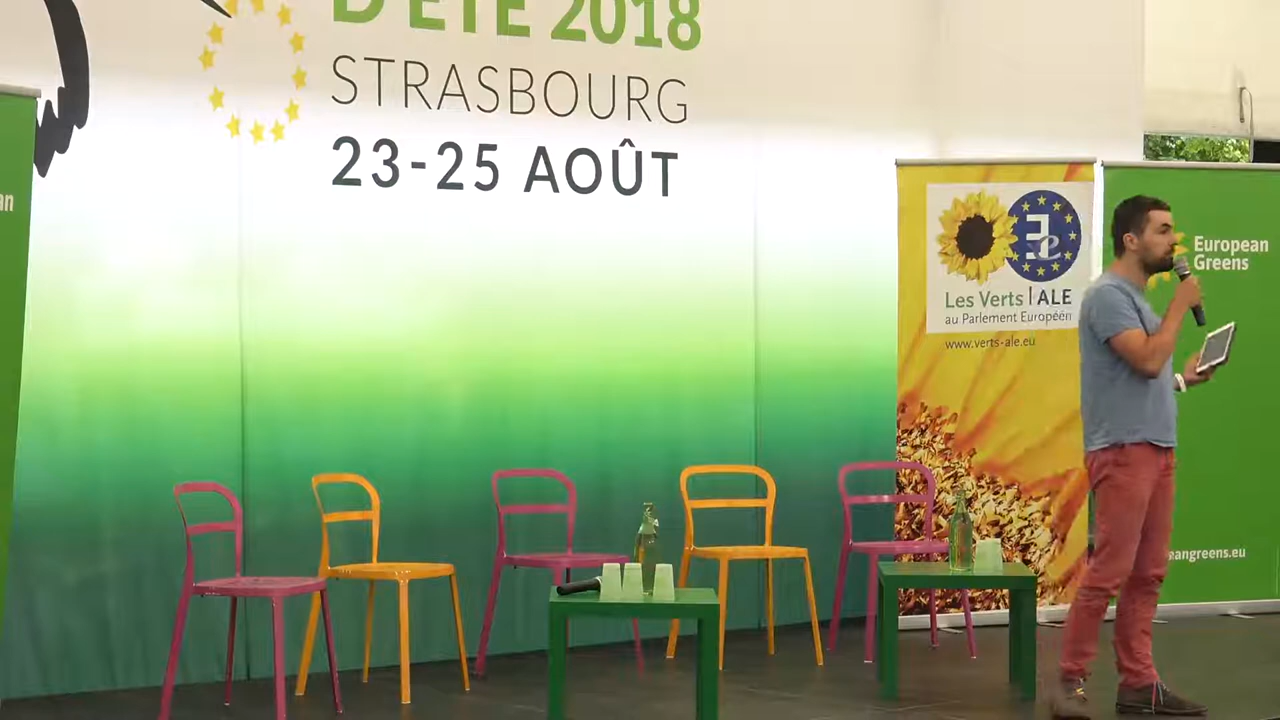 D'ÉTÉ 2018
STRASBOURG
23-25 AOÛT
an
Les Verts | ALE
au Parlement Européen
www.verts-ale.eu
European
Greens
eangreens.eu